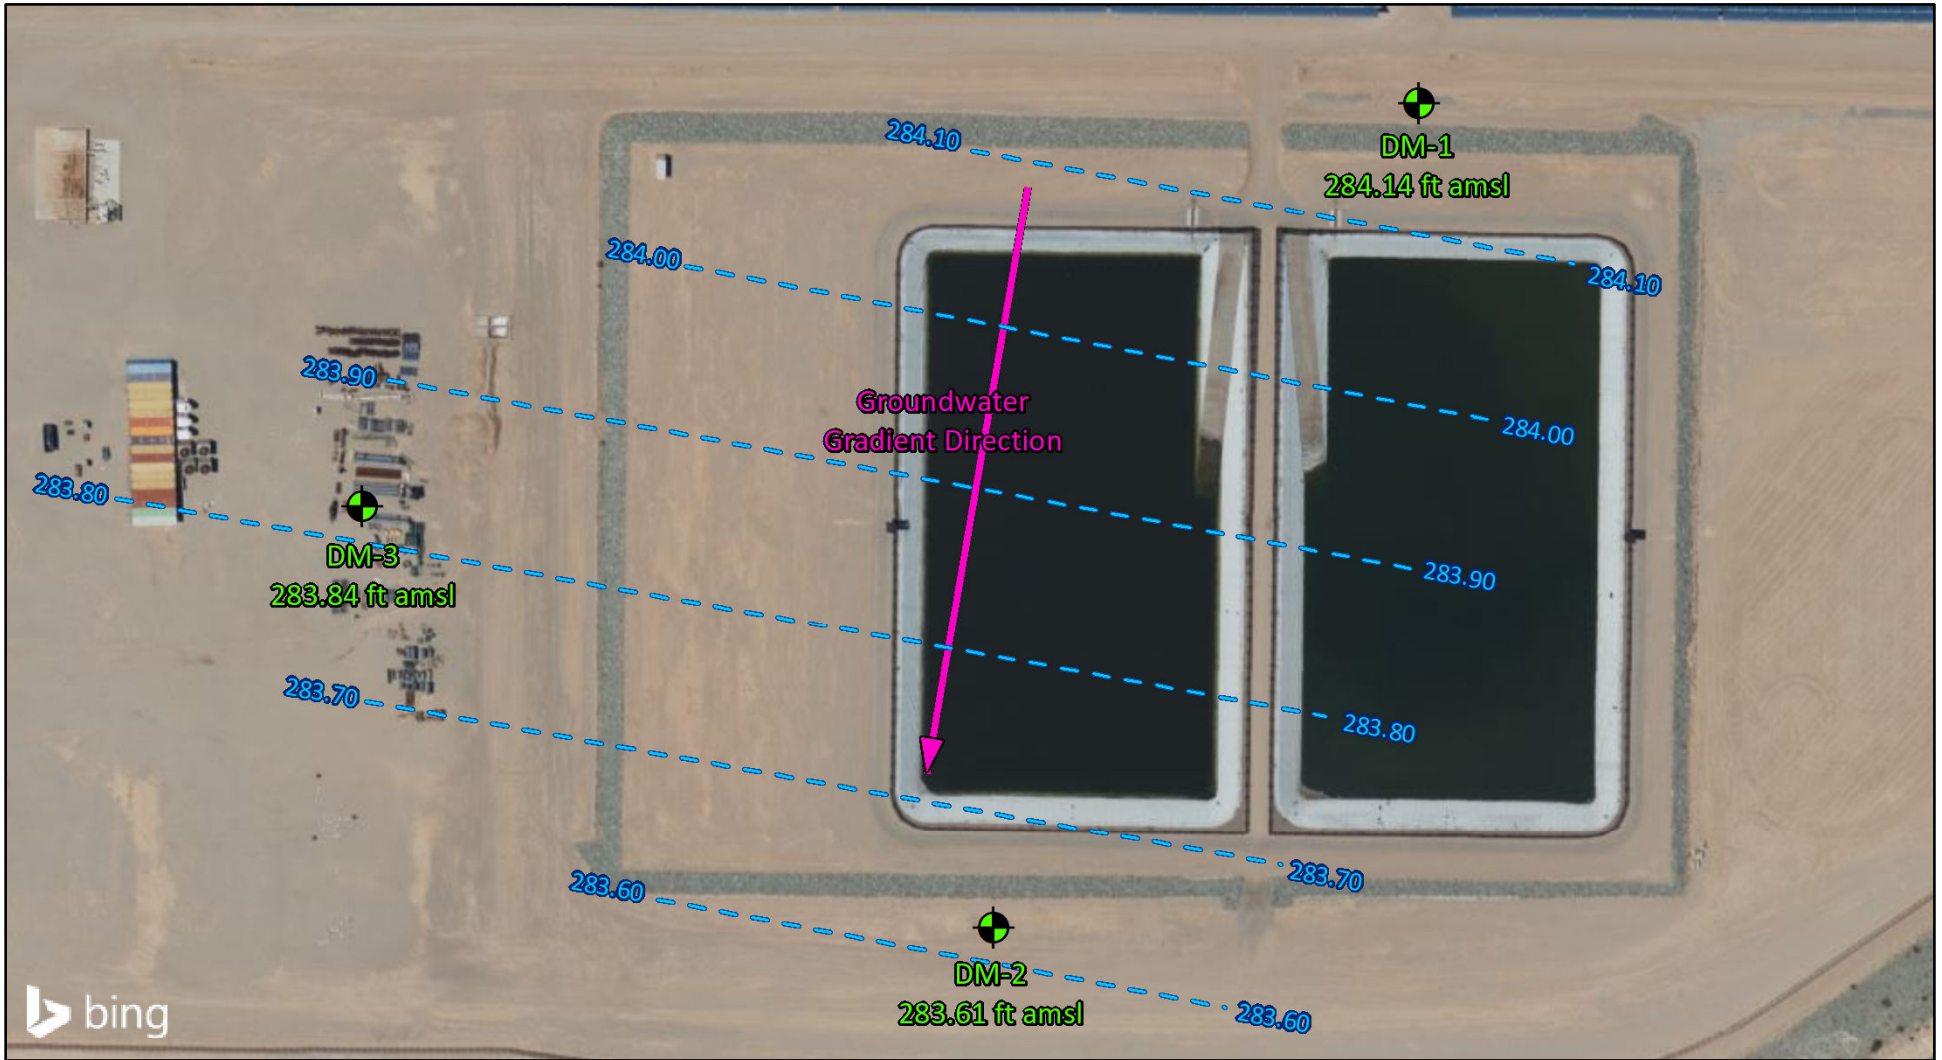 284.10
DM-1
284.14 ft amsl
284.00
284.10
283.90
Groundwater
Gradient Direction
284.00
283.80
DM-3
283.84 ft amsl
283.90
283.70
283.80
283.60
283.70
DM-2
283.61 ft amsl
283.60
bing